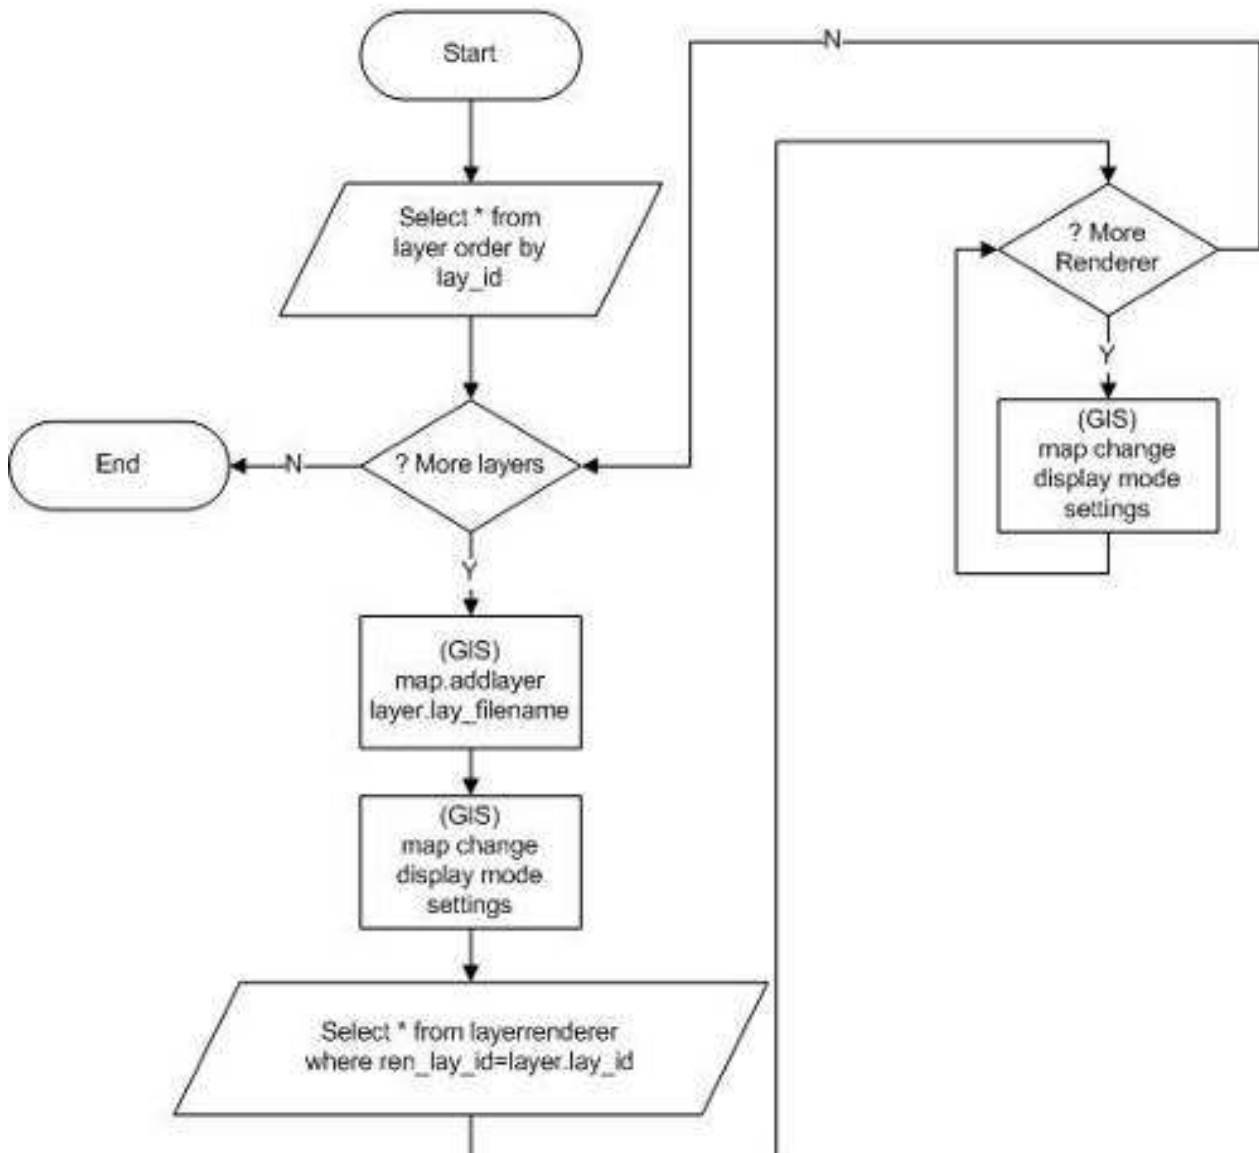 Start
Select * from
layer order by
lay_id
? More layers
N
End
Y
(GIS)
map.addlayer
layer.lay_filename
(GIS)
map change
display mode
settings
Select * from layerrenderer
where ren_lay_id=layer.lay_id
N
? More
Renderer
Y
(GIS)
map change
display mode
settings